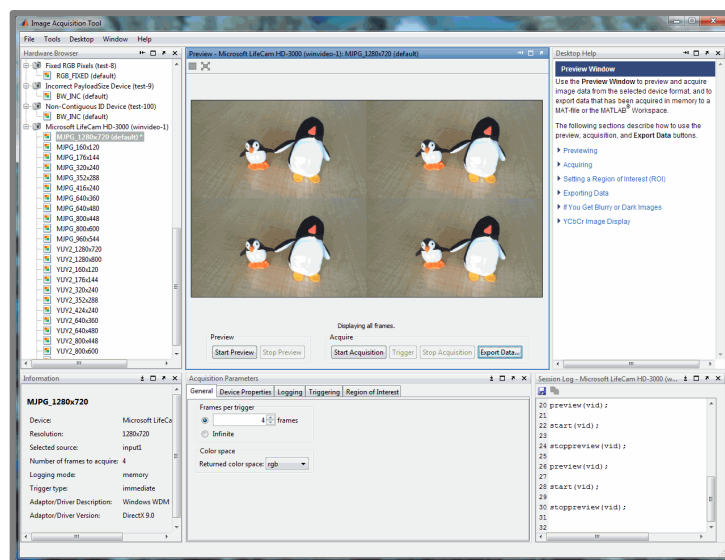 Image Acquisition Tool
File Tools Desktop Window Help
Hardware Browser
Fixed RGB Pixels (test-8)
RGB_FIXED (default)
Incorrect PayloadSize Device (test-9)
BW_INC (default)
Non-Contiguous ID Device (test-100)
BW_INC (default)
Microsoft LifeCam HD-3000 (winvideo-1)
MJPG_1280x720 (default) *
MJPG_160x120
MJPG_176x144
MJPG_320x240
MJPG_352x288
MJPG_416x240
MJPG_640x360
MJPG_640x480
MJPG_800x448
MJPG_800x600
MJPG_960x544
YUY2_1280x720
YUY2_1280x800
YUY2_160x120
YUY2_176x144
YUY2_320x240
YUY2_352x288
YUY2_424x240
YUY2_640x360
YUY2_640x480
YUY2_800x448
YUY2_800x600
Preview - Microsoft LifeCam HD-3000 (winvideo-1): MJPG_1280x720 (default)
Displaying all frames.
Preview
Start Preview Stop Preview
Acquire
Start Acquisition Trigger Stop Acquisition Export Data...
Desktop Help
Preview Window
Use the Preview Window to preview and acquire
image data from the selected device format, and to
export data that has been acquired in memory to a
MAT-file or the MATLAB® Workspace.
The following sections describe how to use the
preview, acquisition, and Export Data buttons.
Previewing
Acquiring
Setting a Region of Interest (ROI)
Exporting Data
If You Get Blurry or Dark Images
YCbCr Image Display
Information
MJPG_1280x720
Device: Microsoft LifeCa
Resolution: 1280x720
Selected source: input1
Number of frames to acquire: 4
Logging mode: memory
Trigger type: immediate
Adaptor/Driver Description: Windows WDM
Adaptor/Driver Version: DirectX 9.0
Acquisition Parameters
General Device Properties Logging Triggering Region of Interest
Frames per trigger
4 frames
Infinite
Color space
Returned color space: rgb
Session Log - Microsoft LifeCam HD-3000 (w...
20 preview(vid);
21
22 start(vid);
23
24 stoppreview(vid);
25
26 preview(vid);
27
28 start(vid);
29
30 stoppreview(vid);
31
32